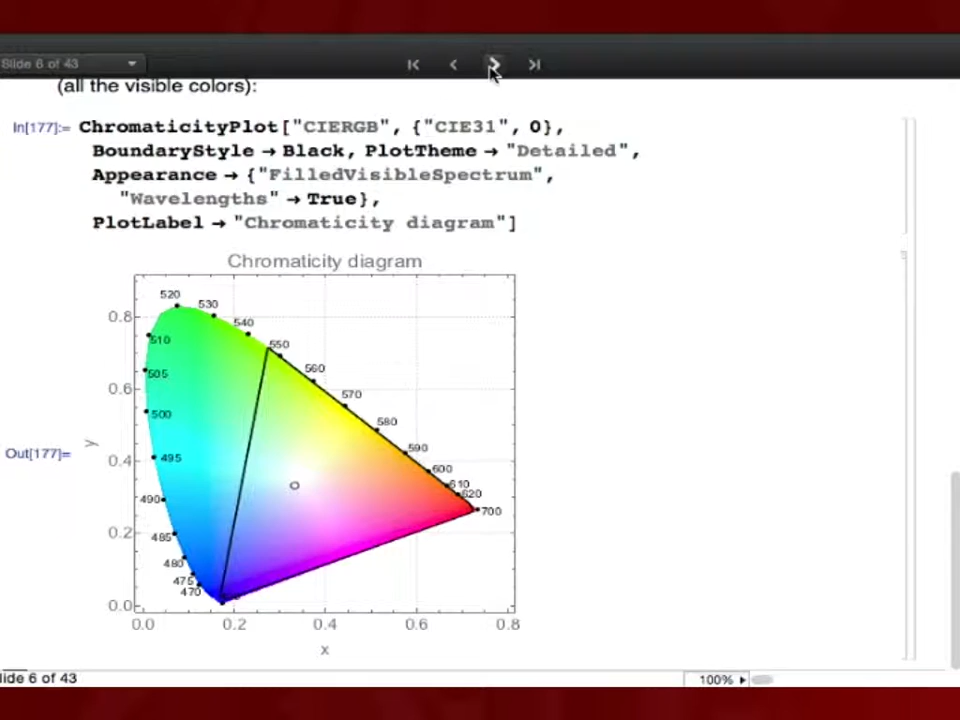 Slide 6 of 43
(all the visible colors):
In[177]:= ChromaticityPlot["CIERGB", {"CIE31", 0},
BoundaryStyle → Black, PlotTheme → "Detailed",
Appearance → {"FilledVisibleSpectrum",
"Wavelengths" → True},
PlotLabel → "Chromaticity diagram"]
Chromaticity diagram
Out[177]=
y
0.8
0.6
0.4
0.2
0.0
520
530
540
510
550
560
505
570
500
580
590
495
600
610
620
490
700
485
480
475
470
0.0 0.2 0.4 0.6 0.8
x
lide 6 of 43
100%